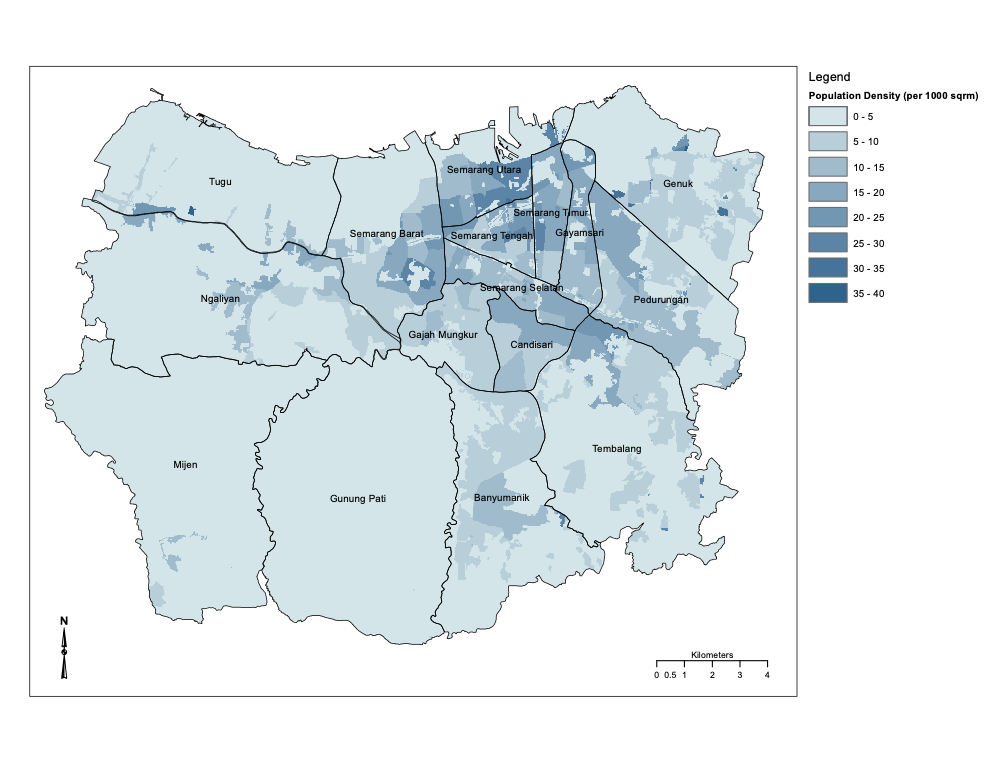 Legend
Population Density (per 1000 sqrm)
0 - 5
5 - 10
10 - 15
15 - 20
20 - 25
25 - 30
30 - 35
35 - 40
Semarang Utara
Tugu
Genuk
Semarang Timur
Semarang Barat
Semarang Tengah
Gayamsari
Semarang Selatan
Ngaliyan
Pedurungan
Gajah Mungkur
Candisari
Tembalang
Mijen
Gunung Pati
Banyumanik
N
Kilometers
0 0.5 1 2 3 4